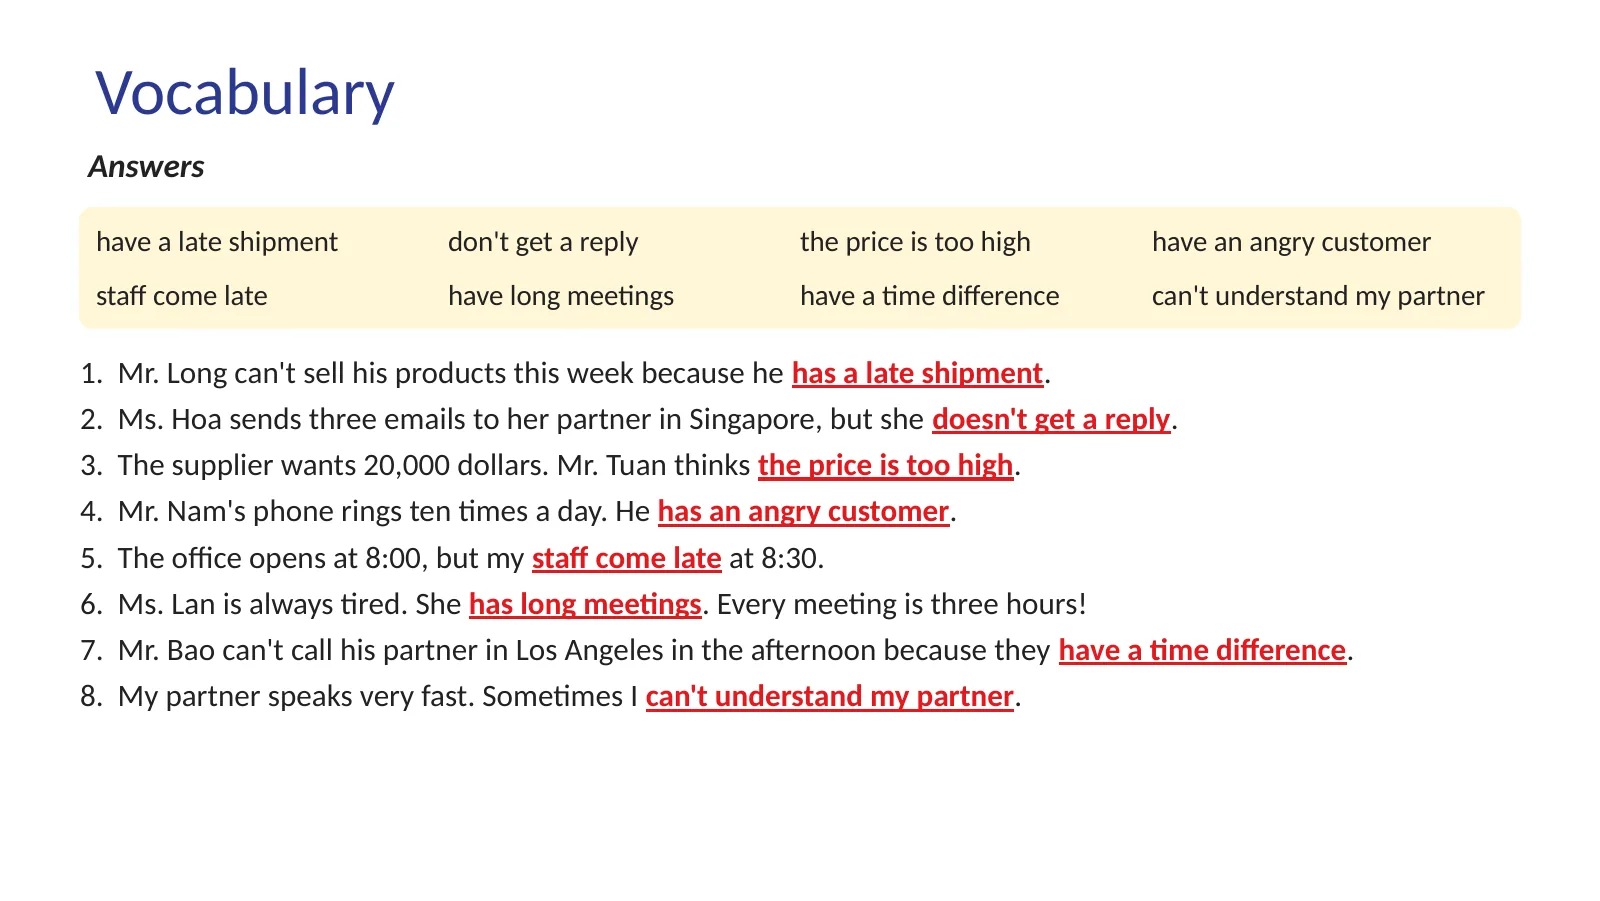 Vocabulary
Answers
have a late shipment don't get a reply the price is too high have an angry customer
staff come late have long meetings have a time difference can't understand my partner
1. Mr. Long can't sell his products this week because he has a late shipment.
2. Ms. Hoa sends three emails to her partner in Singapore, but she doesn't get a reply.
3. The supplier wants 20,000 dollars. Mr. Tuan thinks the price is too high.
4. Mr. Nam's phone rings ten times a day. He has an angry customer.
5. The office opens at 8:00, but my staff come late at 8:30.
6. Ms. Lan is always tired. She has long meetings. Every meeting is three hours!
7. Mr. Bao can't call his partner in Los Angeles in the afternoon because they have a time difference.
8. My partner speaks very fast. Sometimes I can't understand my partner.